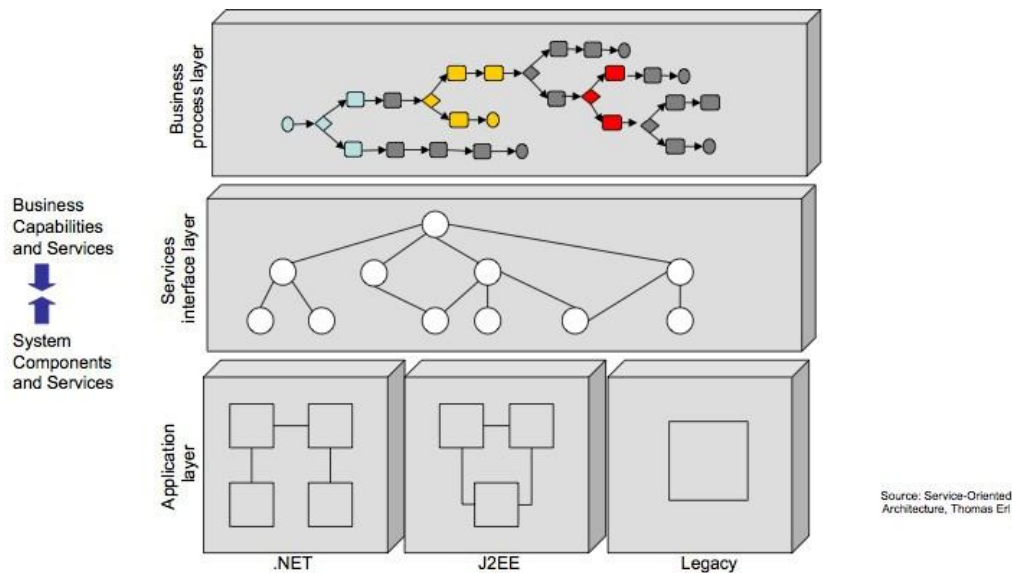 Business
process layer
Business
Capabilities
and Services
Services
interface layer
System
Components
and Services
Application
layer
Source: Service-Oriented
Architecture, Thomas Erl
.NET
J2EE
Legacy